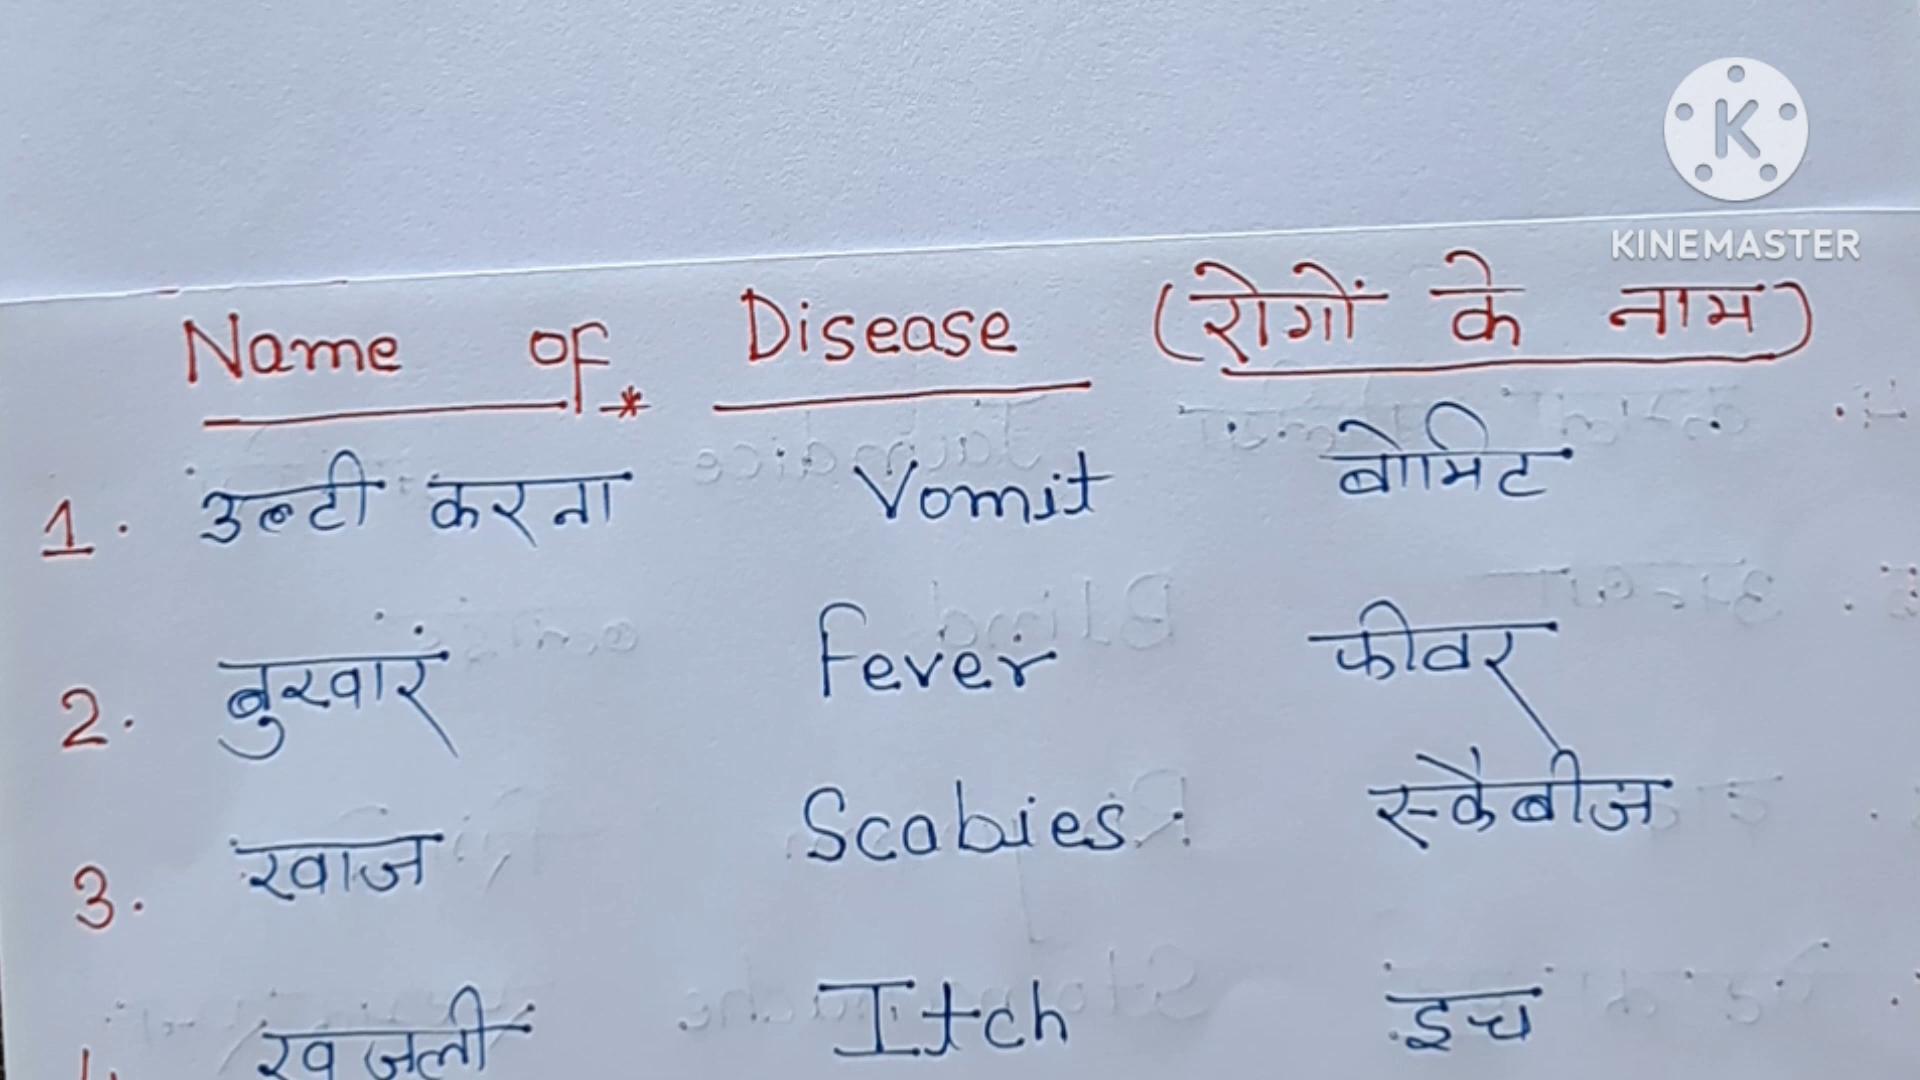 KINEMASTER
Name of Disease (रोगों के नाम)
1. उल्टी करना Vomit बोमिट
2. बुखार Fever फीवर
3. खाज Scabies स्कैबीज
खजली Itch इच